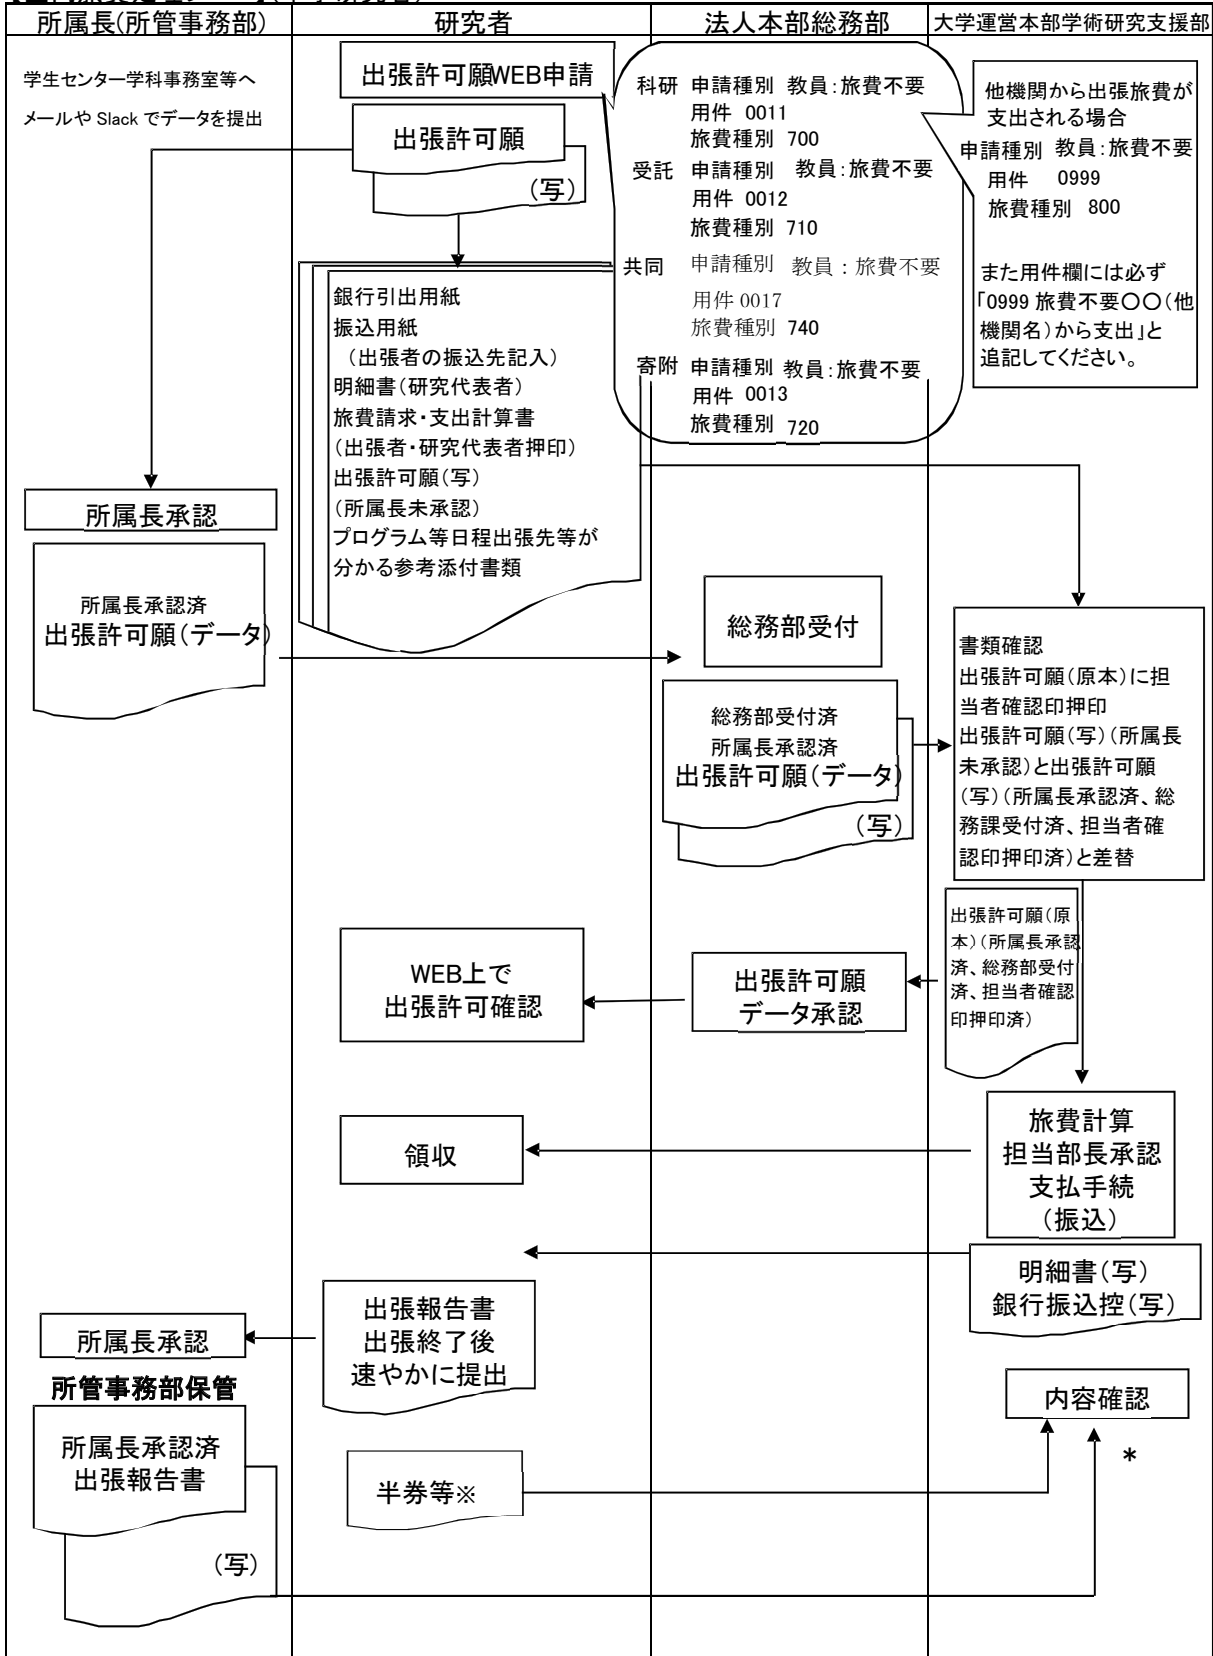 所属長(所管事務部)
研究者
法人本部総務部
大学運営本部学術研究支援部
学生センター学科事務室等へ
メールや Slack でデータを提出
出張許可願WEB申請
出張許可願
(写)
科研 申請種別 教員:旅費不要
用件 0011
旅費種別 700
受託 申請種別 教員:旅費不要
用件 0012
旅費種別 710
共同 申請種別 教員：旅費不要
用件 0017
旅費種別 740
寄附 申請種別 教員:旅費不要
用件 0013
旅費種別 720
他機関から出張旅費が
支出される場合
申請種別 教員:旅費不要
用件 0999
旅費種別 800
また用件欄には必ず
「0999 旅費不要〇〇(他
機関名)から支出」と
追記してください。
銀行引出用紙
振込用紙
(出張者の振込先記入)
明細書(研究代表者)
旅費請求・支出計算書
(出張者・研究代表者押印)
出張許可願(写)
(所属長未承認)
プログラム等日程出張先等が
分かる参考添付書類
所属長承認
所属長承認済
出張許可願(データ)
総務部受付
総務部受付済
所属長承認済
出張許可願(データ)
(写)
書類確認
出張許可願(原本)に担
当者確認印押印
出張許可願(写)(所属長
未承認)と出張許可願
(写)(所属長承認済、総
務課受付済、担当者確
認印押印済)と差替
出張許可願(原
本)(所属長承認
済、総務部受付
済、担当者確認
印押印済)
出張許可願
データ承認
WEB上で
出張許可確認
旅費計算
担当部長承認
支払手続
(振込)
領収
明細書(写)
銀行振込控(写)
出張報告書
出張終了後
速やかに提出
所属長承認
所管事務部保管
所属長承認済
出張報告書
(写)
半券等※
内容確認
*